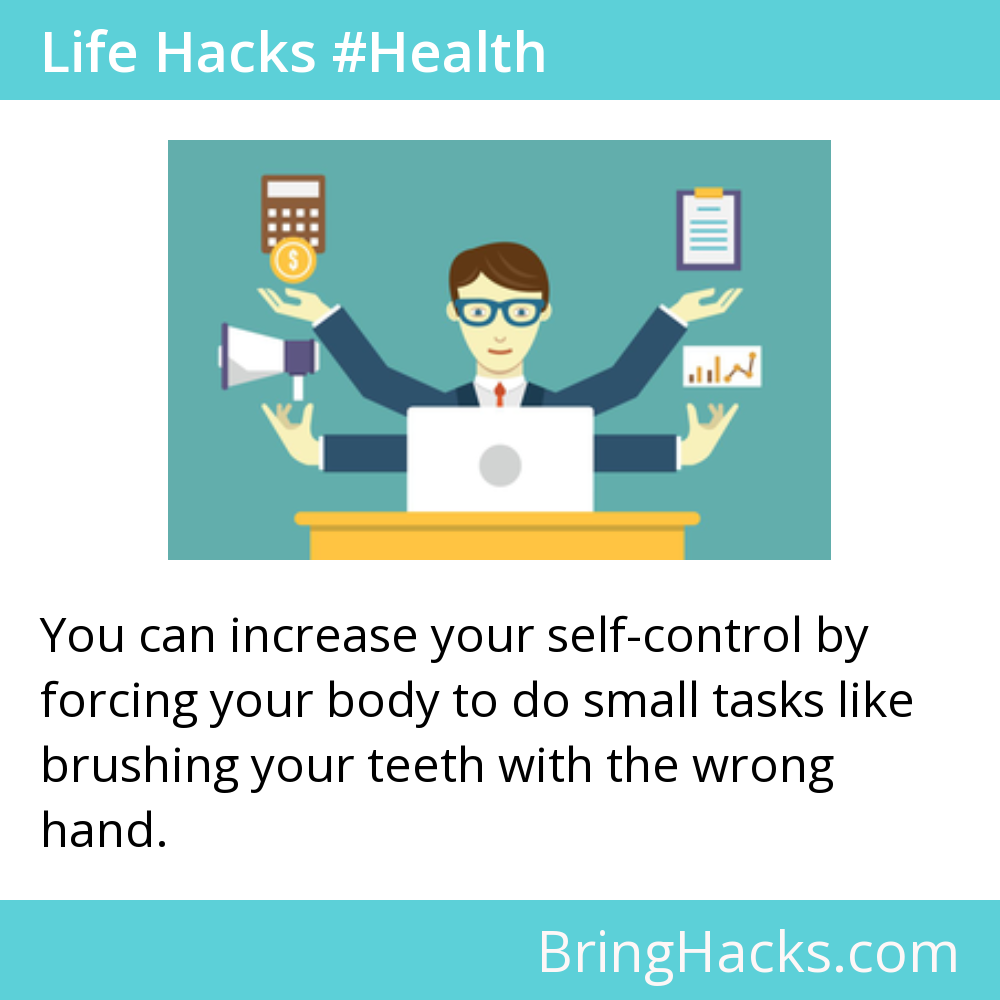 Life Hacks #Health
$
You can increase your self-control by
forcing your body to do small tasks like
brushing your teeth with the wrong
hand.
BringHacks.com